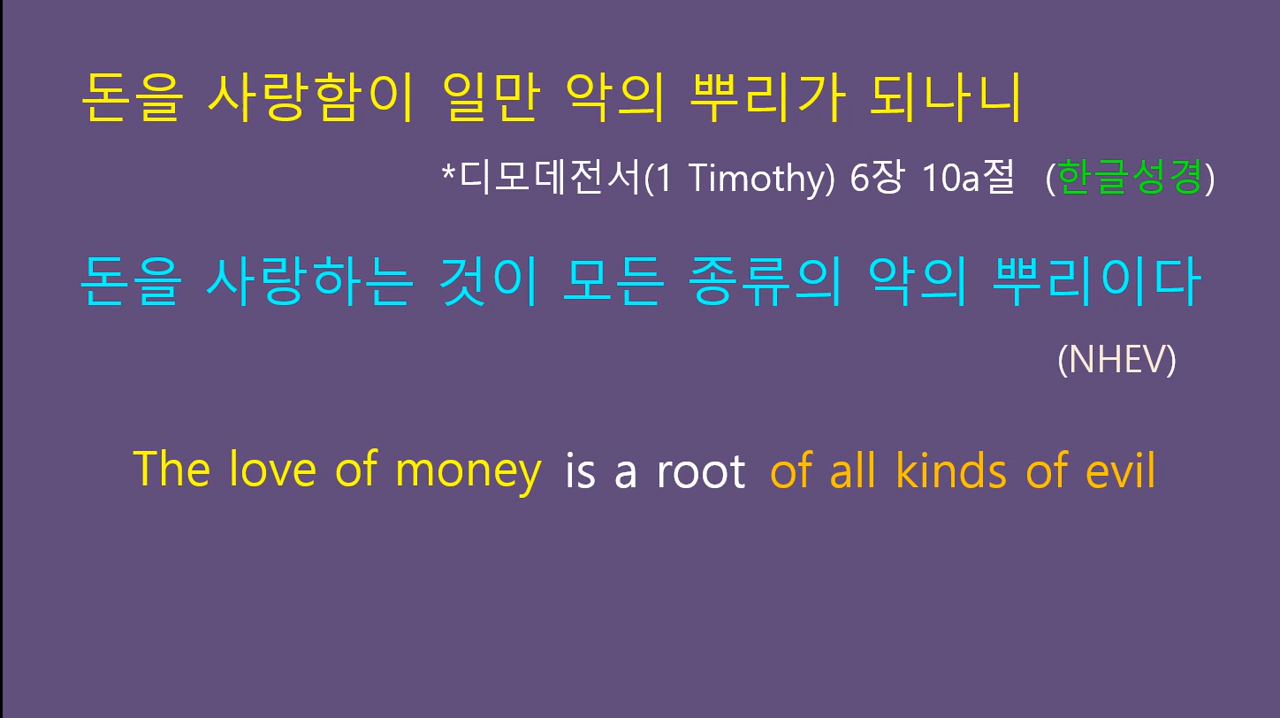 돈을 사랑함이 일만 악의 뿌리가 되나니
*디모데전서(1 Timothy) 6장 10a절 (한글성경)
돈을 사랑하는 것이 모든 종류의 악의 뿌리이다
(NHEV)
The love of money is a root of all kinds of evil